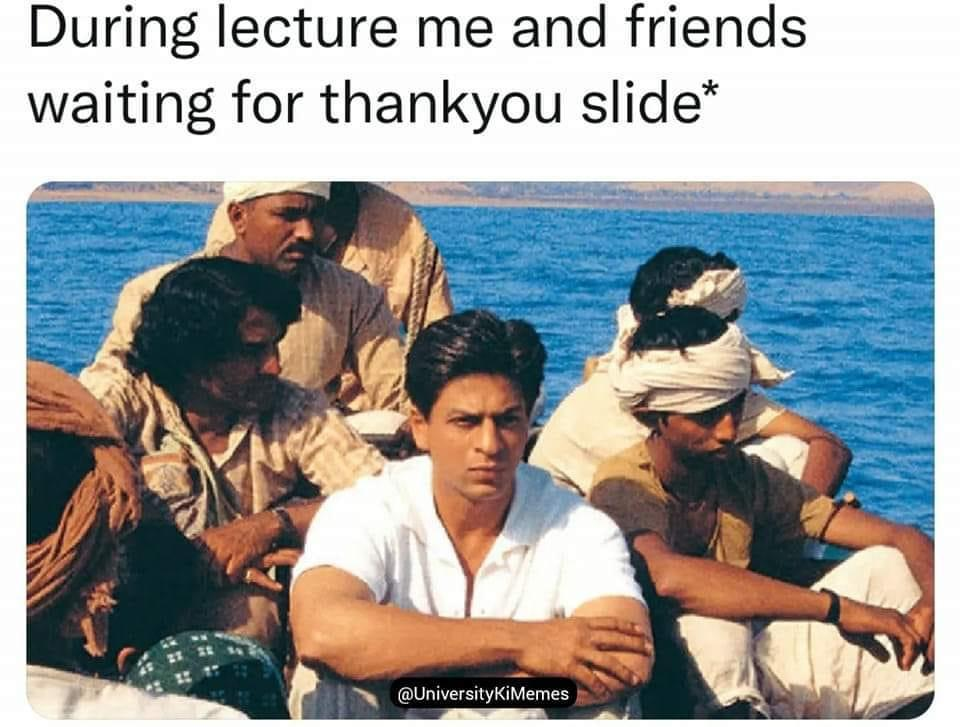 During lecture me and friends
waiting for thankyou slide*
@UniversityKiMemes